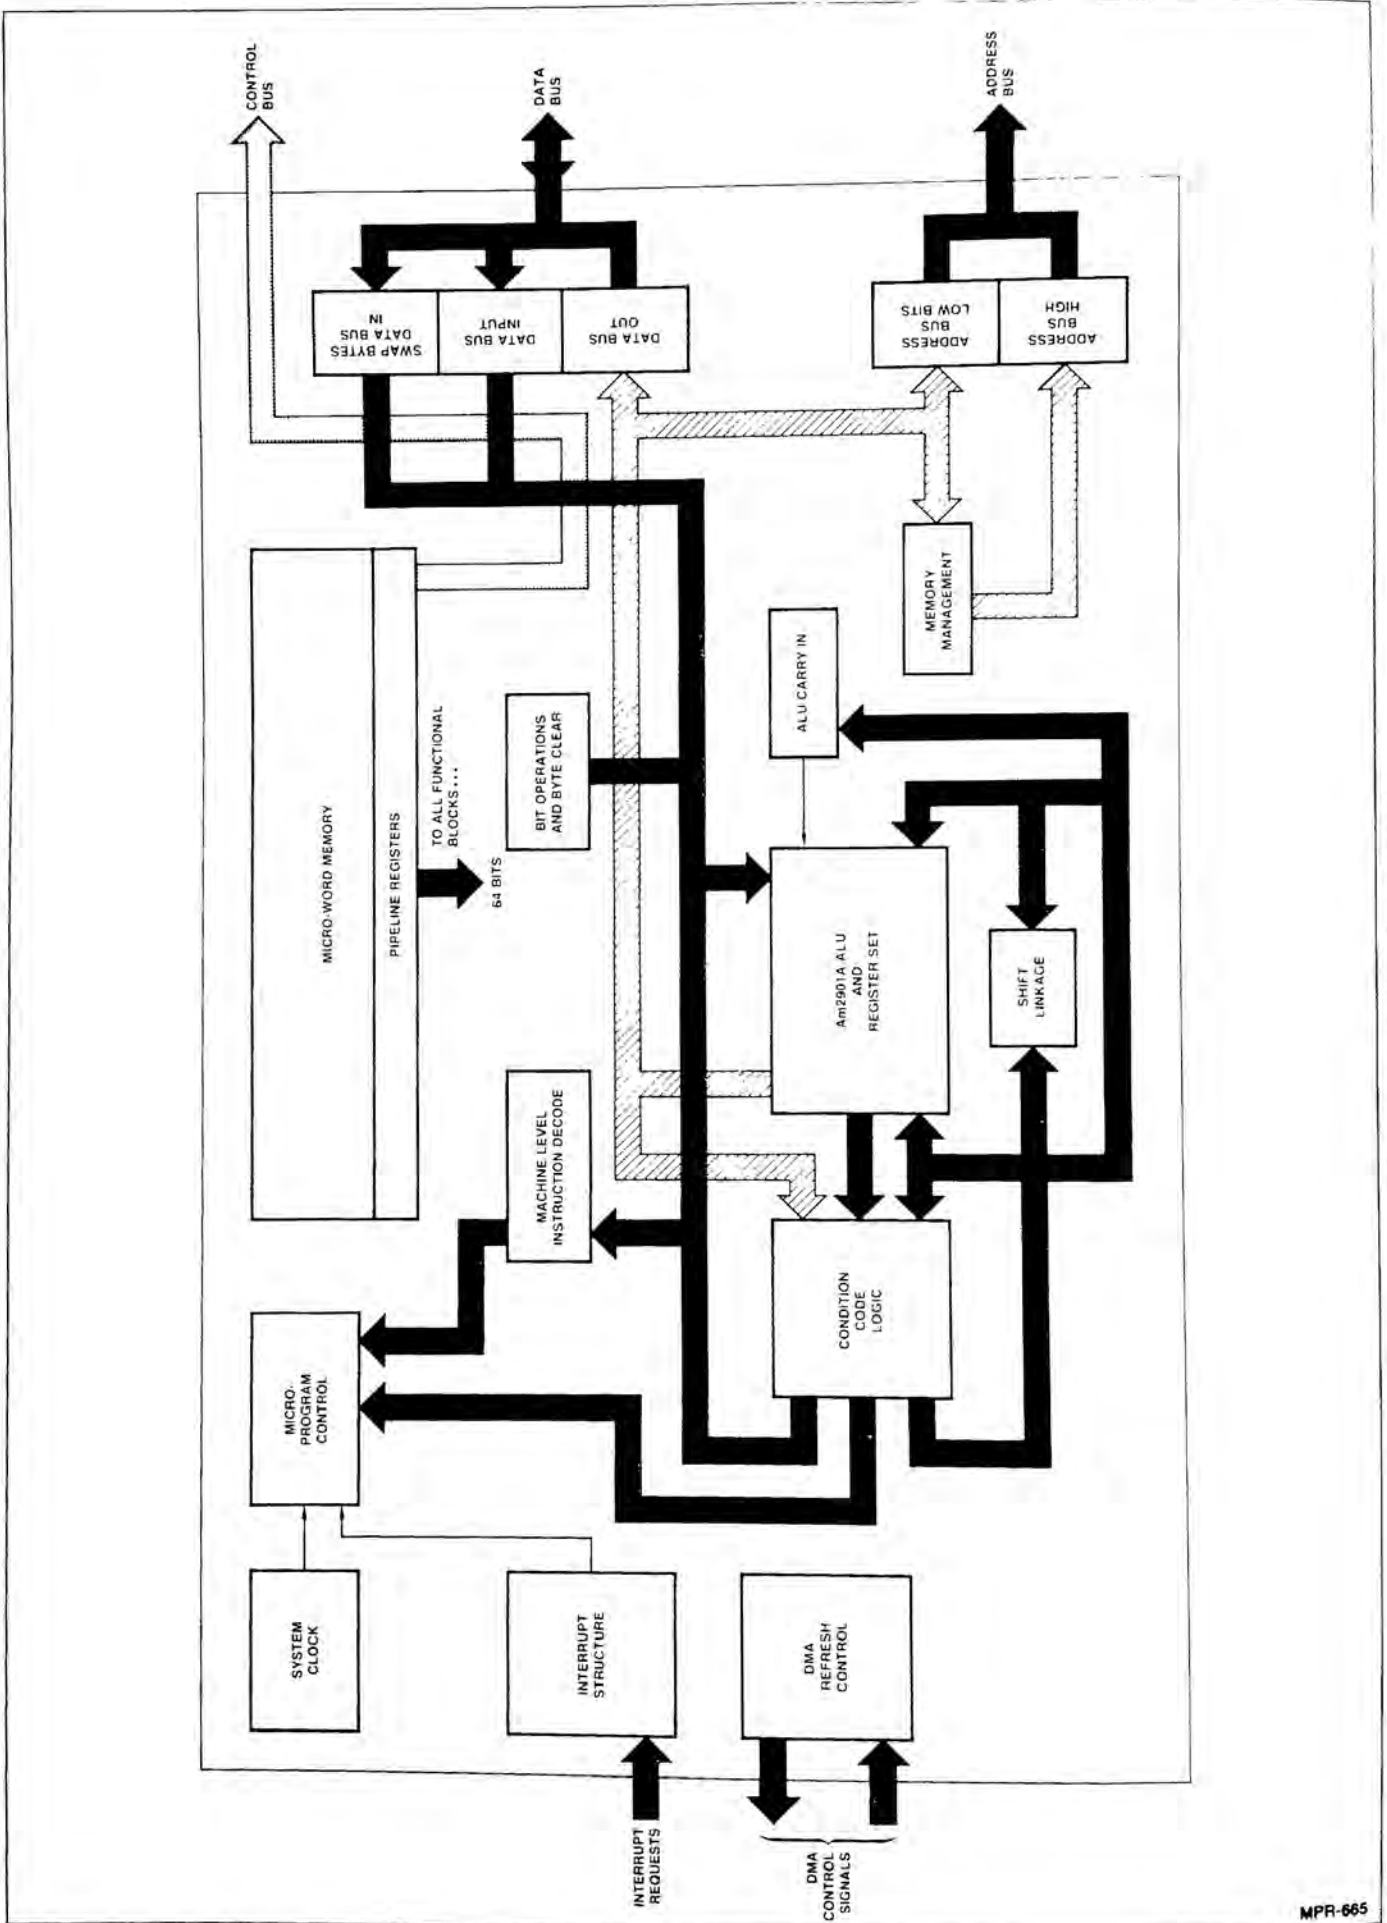 CONTROL
BUS
DATA
BUS
ADDRESS
BUS
SWAP BYTES
DATA BUS
IN
DATA BUS
INPUT
DATA BUS
OUT
ADDRESS
BUS
LOW BITS
ADDRESS
BUS
HIGH
MICRO-WORD MEMORY
PIPELINE REGISTERS
TO ALL FUNCTIONAL
BLOCKS...
64 BITS
BIT OPERATIONS
AND BYTE CLEAR
ALU CARRY IN
MEMORY
MANAGEMENT
MACHINE LEVEL
INSTRUCTION DECODE
Am2901A ALU
AND
REGISTER SET
SHIFT
LINKAGE
MICRO-
PROGRAM
CONTROL
CONDITION
CODE
LOGIC
SYSTEM
CLOCK
INTERRUPT
STRUCTURE
DMA
REFRESH
CONTROL
INTERRUPT
REQUESTS
DMA
CONTROL
SIGNALS
MPR-665